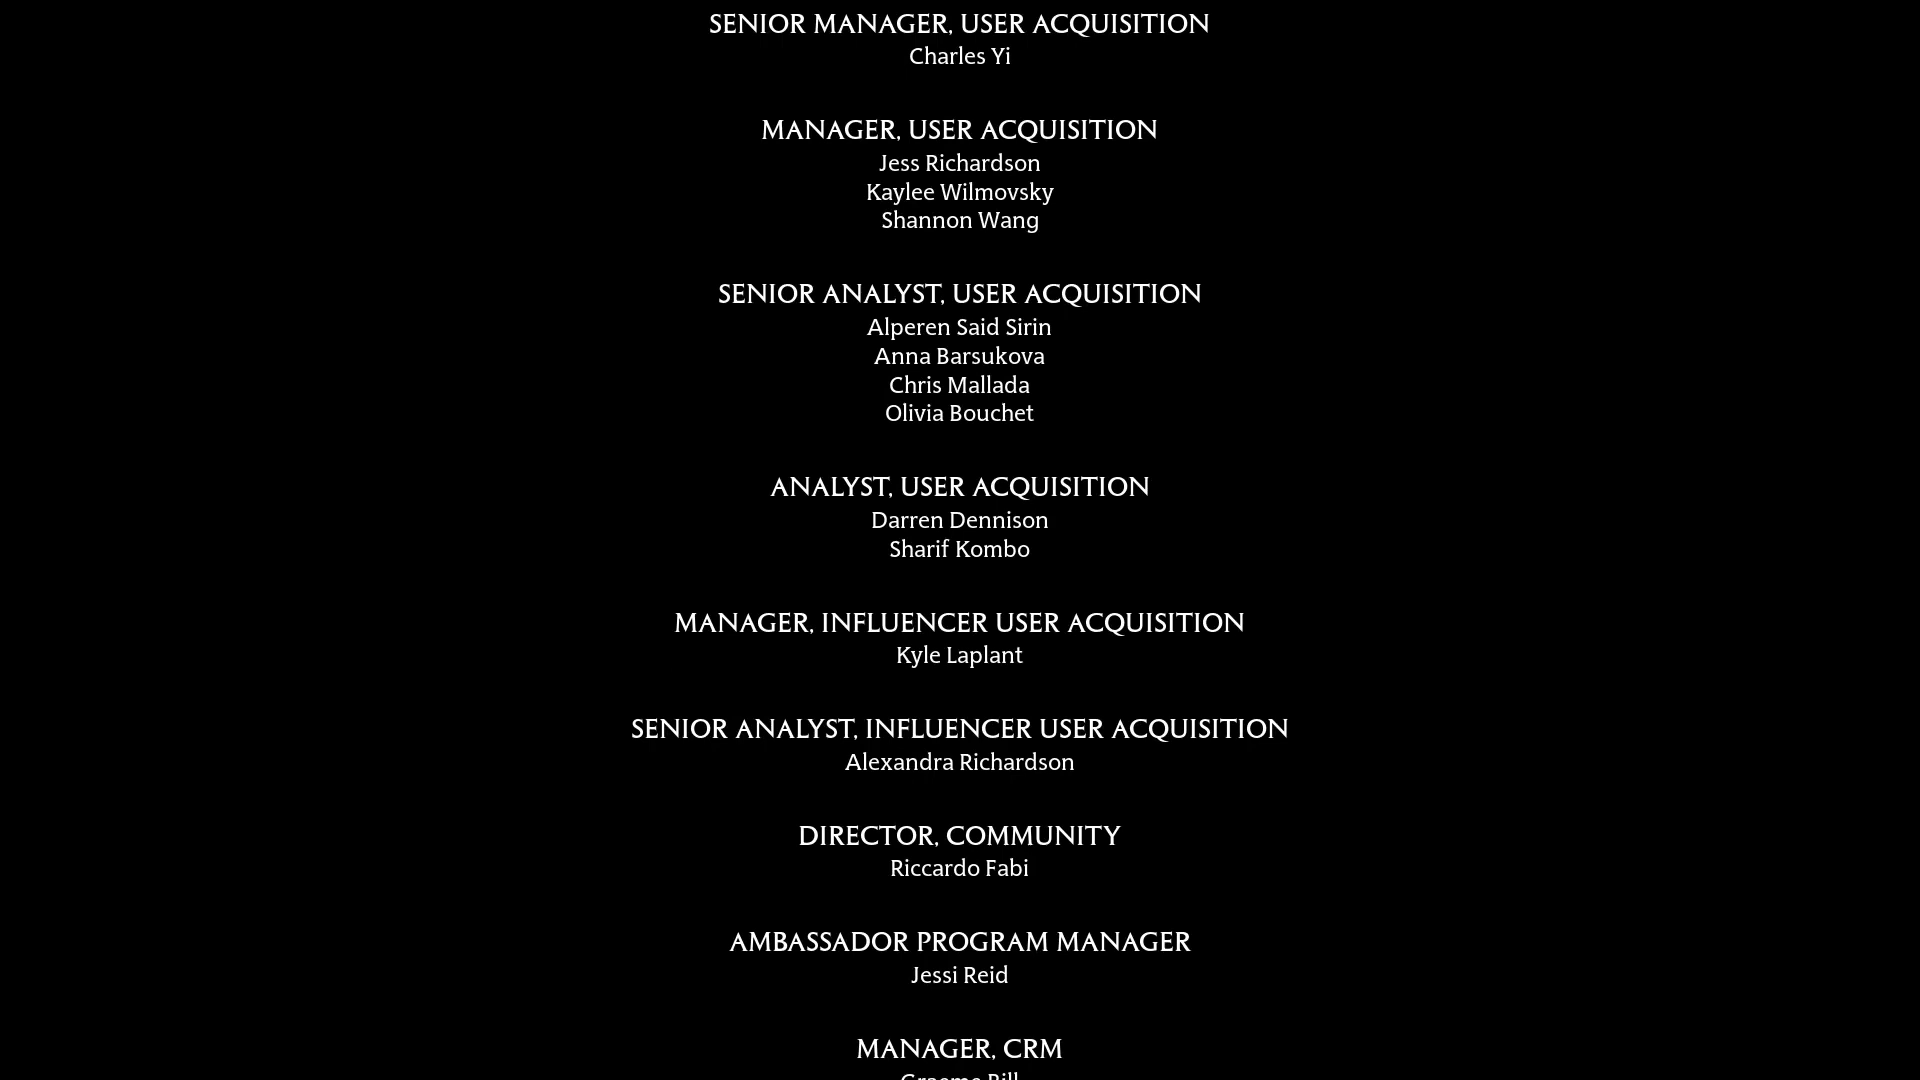 SENIOR MANAGER, USER ACQUISITION
Charles Yi
MANAGER, USER ACQUISITION
Jess Richardson
Kaylee Wilmovsky
Shannon Wang
SENIOR ANALYST, USER ACQUISITION
Alperen Said Sirin
Anna Barsukova
Chris Mallada
Olivia Bouchet
ANALYST, USER ACQUISITION
Darren Dennison
Sharif Kombo
MANAGER, INFLUENCER USER ACQUISITION
Kyle Laplant
SENIOR ANALYST, INFLUENCER USER ACQUISITION
Alexandra Richardson
DIRECTOR, COMMUNITY
Riccardo Fabi
AMBASSADOR PROGRAM MANAGER
Jessi Reid
MANAGER, CRM